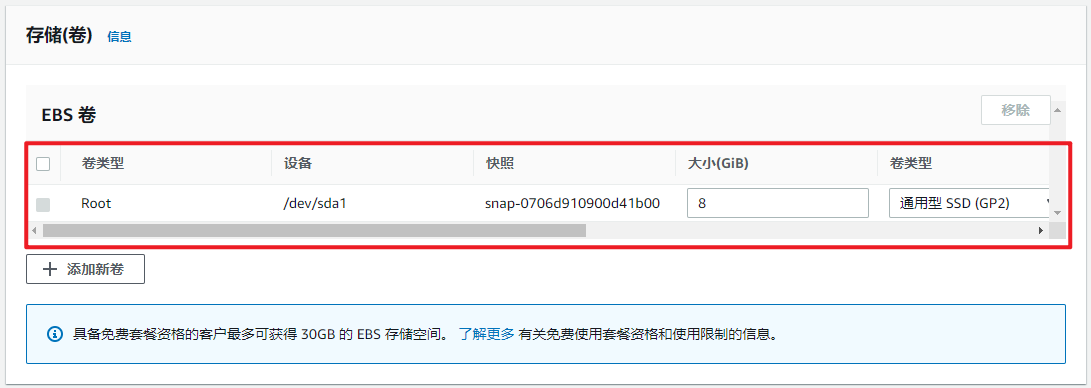 存储(卷) 信息
EBS 卷 移除
卷类型 设备 快照 大小(GiB) 卷类型
Root /dev/sda1 snap-0706d910900d41b00 8 通用型 SSD (GP2)
添加新卷
具备免费套餐资格的客户最多可获得 30GB 的 EBS 存储空间。 了解更多 有关免费使用套餐资格和使用限制的信息。